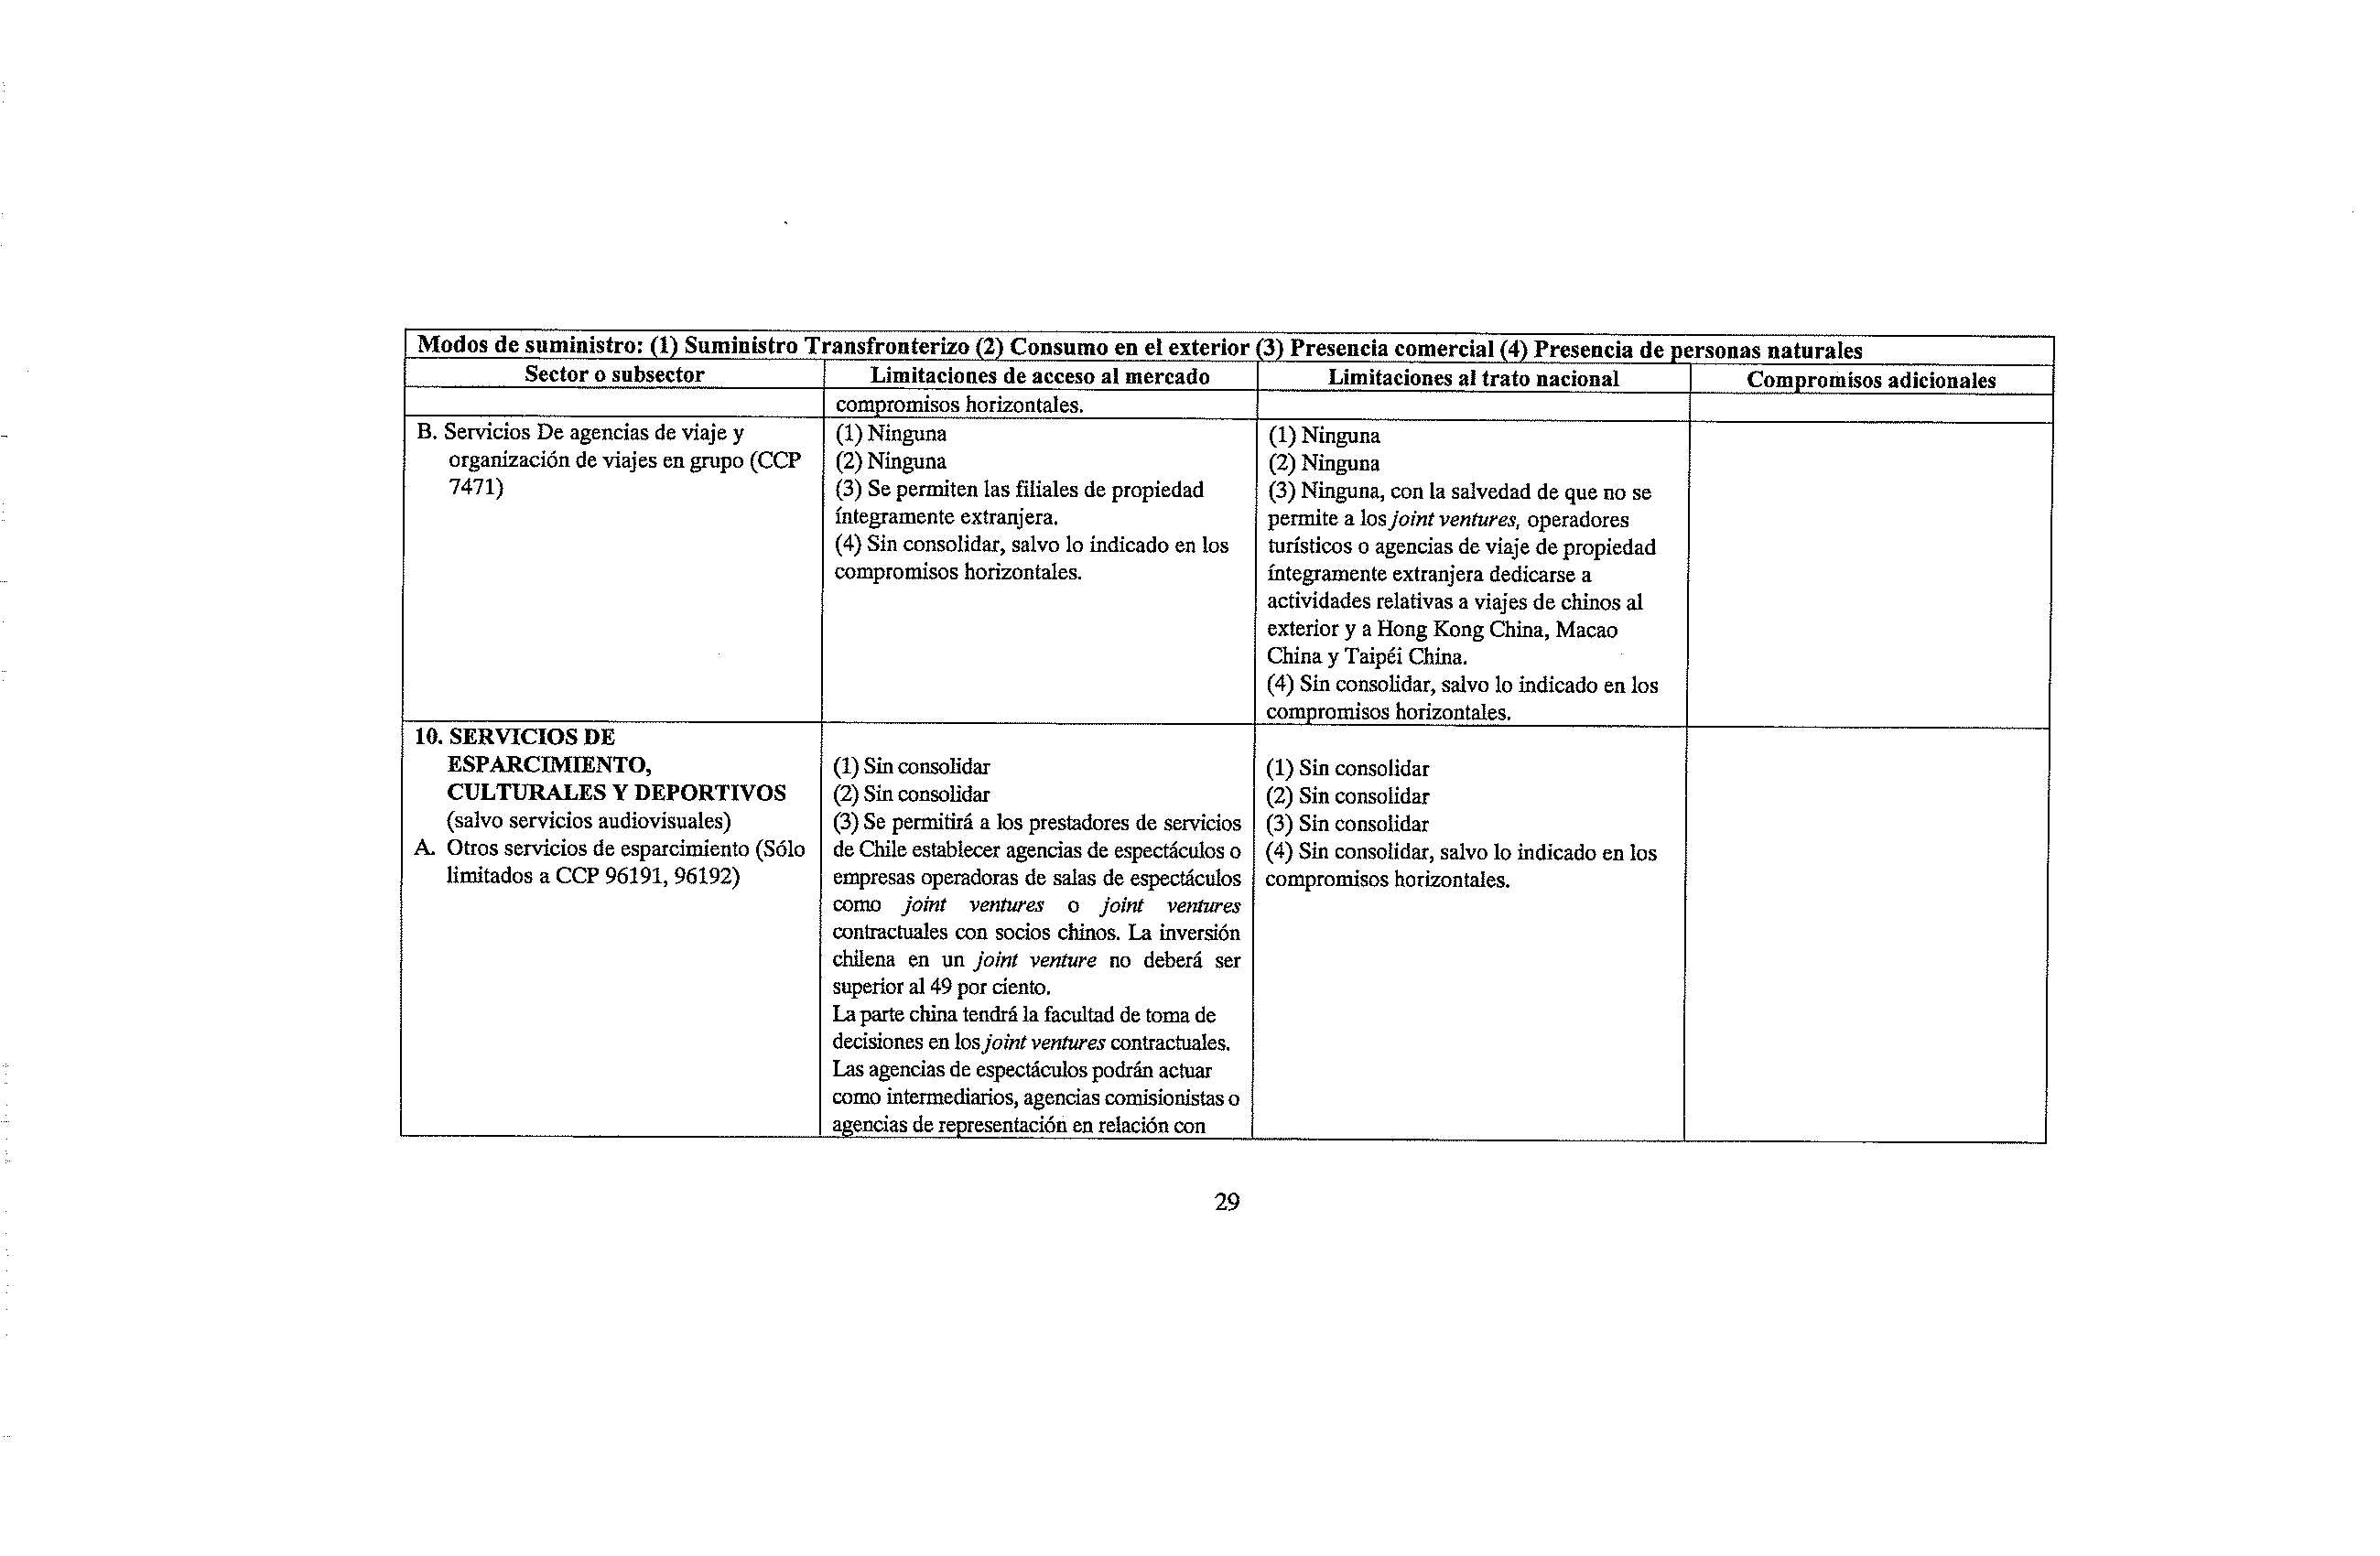 Modos de suministro: (1) Suministro Transfronterizo (2) Consumo en el exterior (3) Presencia comercial (4) Presencia de personas naturales
Sector o subsector
Limitaciones de acceso al mercado
Limitaciones al trato nacional
Compromisos adicionales
compromisos horizontales.
B. Servicios De agencias de viaje y
organización de viajes en grupo (CCP
7471)
(1) Ninguna
(2) Ninguna
(3) Se permiten las filiales de propiedad
íntegramente extranjera.
(4) Sin consolidar, salvo lo indicado en los
compromisos horizontales.
(1) Ninguna
(2) Ninguna
(3) Ninguna, con la salvedad de que no se
permite a los joint ventures, operadores
turísticos o agencias de viaje de propiedad
íntegramente extranjera dedicarse a
actividades relativas a viajes de chinos al
exterior y a Hong Kong China, Macao
China y Taipéi China.
(4) Sin consolidar, salvo lo indicado en los
compromisos horizontales.
10. SERVICIOS DE
ESPARCIMIENTO,
CULTURALES Y DEPORTIVOS
(salvo servicios audiovisuales)
A. Otros servicios de esparcimiento (Sólo
limitados a CCP 96191, 96192)
(1) Sin consolidar
(2) Sin consolidar
(3) Se permitirá a los prestadores de servicios
de Chile establecer agencias de espectáculos o
empresas operadoras de salas de espectáculos
como joint ventures o joint ventures
contractuales con socios chinos. La inversión
chilena en un joint venture no deberá ser
superior al 49 por ciento.
La parte china tendrá la facultad de toma de
decisiones en los joint ventures contractuales.
Las agencias de espectáculos podrán actuar
como intermediarios, agencias comisionistas o
agencias de representación en relación con
(1) Sin consolidar
(2) Sin consolidar
(3) Sin consolidar
(4) Sin consolidar, salvo lo indicado en los
compromisos horizontales.
29